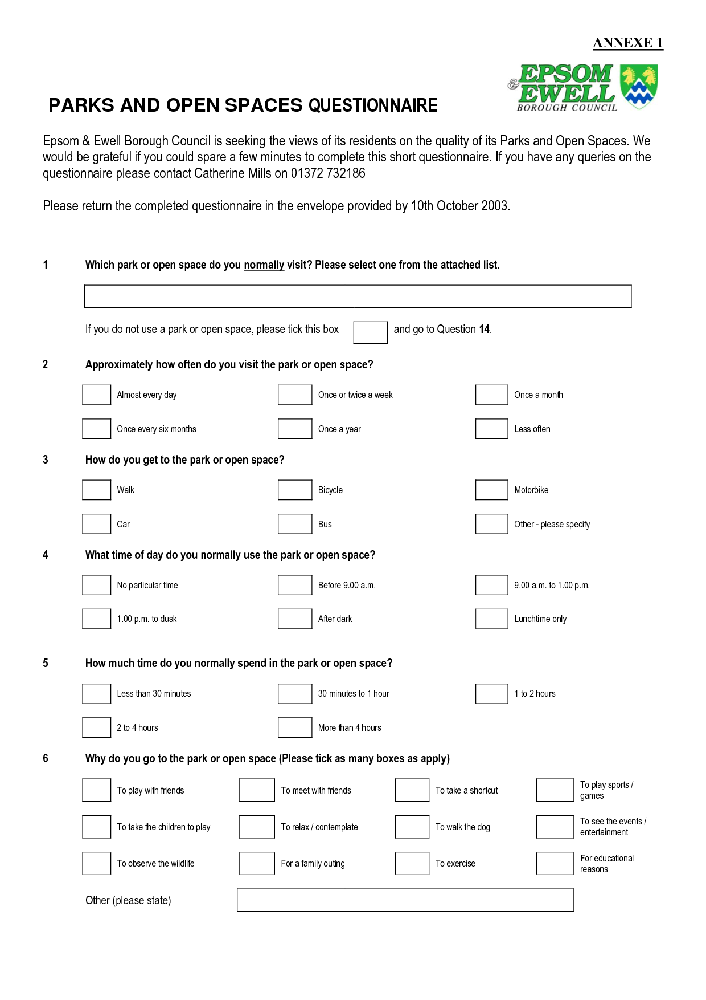 ANNEXE 1
EPSOM
& EWELL
BOROUGH COUNCIL
PARKS AND OPEN SPACES QUESTIONNAIRE
Epsom & Ewell Borough Council is seeking the views of its residents on the quality of its Parks and Open Spaces. We
would be grateful if you could spare a few minutes to complete this short questionnaire. If you have any queries on the
questionnaire please contact Catherine Mills on 01372 732186
Please return the completed questionnaire in the envelope provided by 10th October 2003.
1 Which park or open space do you normally visit? Please select one from the attached list.
If you do not use a park or open space, please tick this box and go to Question 14.
2 Approximately how often do you visit the park or open space?
Almost every day Once or twice a week Once a month
Once every six months Once a year Less often
3 How do you get to the park or open space?
Walk Bicycle Motorbike
Car Bus Other - please specify
4 What time of day do you normally use the park or open space?
No particular time Before 9.00 a.m. 9.00 a.m. to 1.00 p.m.
1.00 p.m. to dusk After dark Lunchtime only
5 How much time do you normally spend in the park or open space?
Less than 30 minutes 30 minutes to 1 hour 1 to 2 hours
2 to 4 hours More than 4 hours
6 Why do you go to the park or open space (Please tick as many boxes as apply)
To play with friends To meet with friends To take a shortcut To play sports /
games
To take the children to play To relax / contemplate To walk the dog To see the events /
entertainment
To observe the wildlife For a family outing To exercise For educational
reasons
Other (please state)